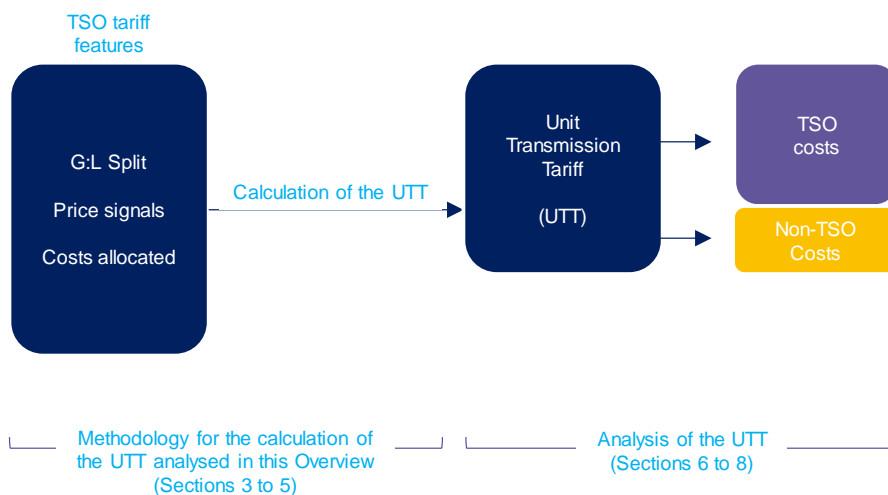 TSO tariff
features
G:L Split
Price signals
Costs allocated
Calculation of the UTT
Unit
Transmission
Tariff
(UTT)
TSO
costs
Non-TSO
Costs
Methodology for the calculation of
the UTT analysed in this Overview
(Sections 3 to 5)
Analysis of the UTT
(Sections 6 to 8)